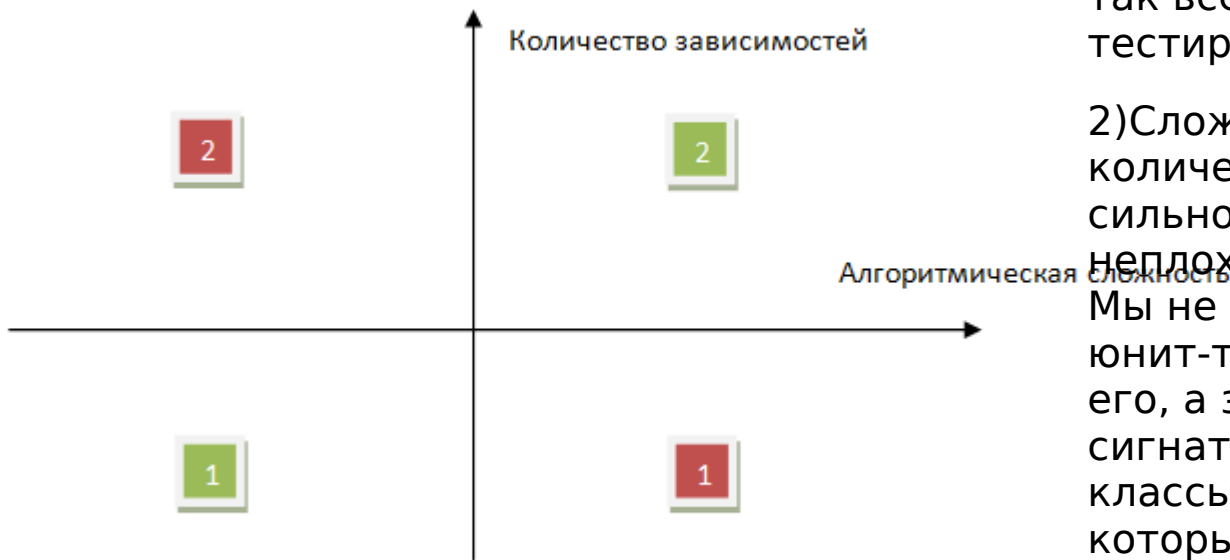 Количество зависимостей
2
2
Алгоритмическая сложность
1
1
2)Слож
количе
сильно
неплох
Мы не
юнит-т
его, а з
сигнат
классы
которы
тестир